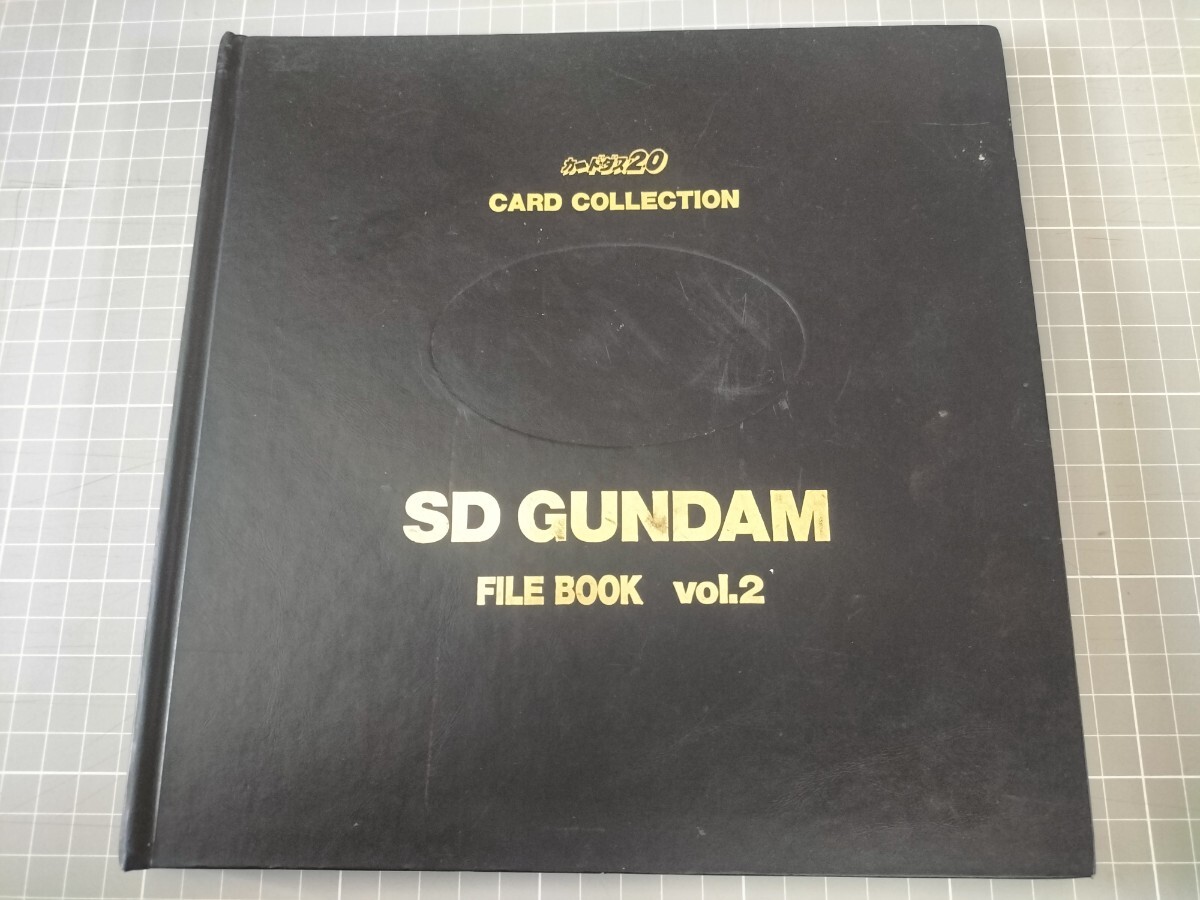 カードダス20
CARD COLLECTION
SD GUNDAM
FILE BOOK vol.2